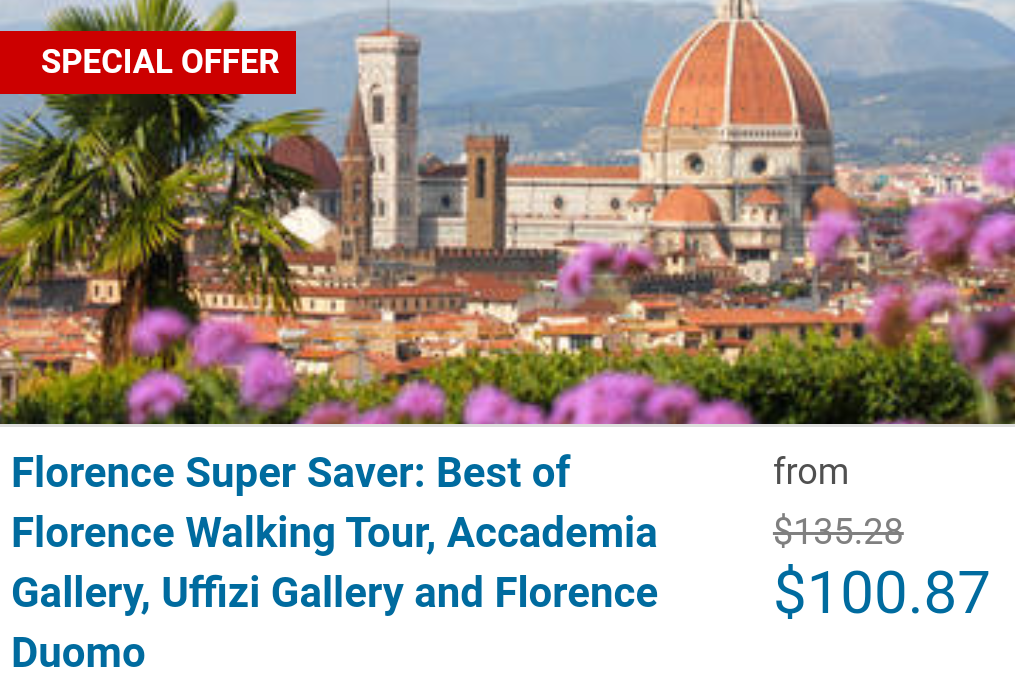 SPECIAL OFFER
Florence Super Saver: Best of
Florence Walking Tour, Accademia
Gallery, Uffizi Gallery and Florence
Duomo
from
$135.28
$100.87